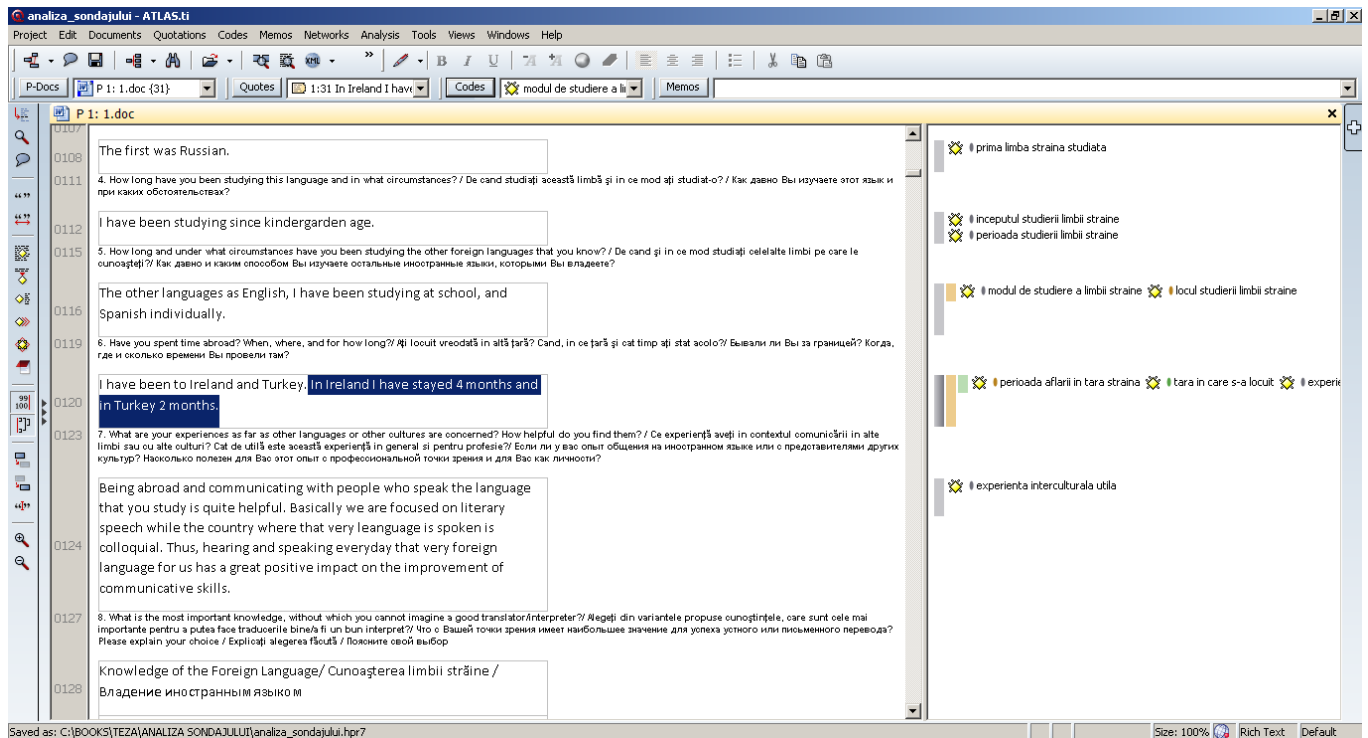 analiza_sondajului - ATLAS.ti
Project Edit Documents Quotations Codes Memos Networks Analysis Tools Views Windows Help
P-Docs P 1: 1.doc {31} Quotes 1:31 In Ireland I have Codes modul de studiere a li Memos
P 1: 1.doc
0107
0108 The first was Russian.
prima limba straina studiata
0111 4. How long have you been studying this language and in what circumstances? / De cand studiaţi această limbă şi in ce mod aţi studiat-o? / Как давно Вы изучаете этот язык и
при каких обстоятельствах?
0112 I have been studying since kindergarden age.
inceputul studierii limbii straine
perioada studierii limbii straine
0115 5. How long and under what circumstances have you been studying the other foreign languages that you know? / De cand şi in ce mod studiaţi celelalte limbi pe care le
cunoaşteţi?/ Как давно и каким способом Вы изучаете остальные иностранные языки, которыми Вы владеете?
The other languages as English, I have been studying at school, and
0116 Spanish individually.
modul de studiere a limbii straine locul studierii limbii straine
0119 6. Have you spent time abroad? When, where, and for how long?/ Aţi locuit vreodată in altă ţară? Cand, in ce ţară şi cat timp aţi stat acolo?/ Бывали ли Вы за границей? Когда,
где и сколько времени Вы провели там?
I have been to Ireland and Turkey. In Ireland I have stayed 4 months and
0120 in Turkey 2 months.
perioada aflarii in tara straina tara in care s-a locuit experie
0123 7. What are your experiences as far as other languages or other cultures are concerned? How helpful do you find them? / Ce experienţă aveţi in contextul comunicării in alte
limbi sau cu alte culturi? Cat de utilă este această experienţă in general si pentru profesie?/ Если ли у вас опыт общения на иностранном языке или с представителями других
культур? Насколько полезен для Вас этот опыт с профессиональной точки зрения и для Вас как личности?
Being abroad and communicating with people who speak the language
that you study is quite helpful. Basically we are focused on literary
speech while the country where that very leanguage is spoken is
0124 colloquial. Thus, hearing and speaking everyday that very foreign
language for us has a great positive impact on the improvement of
communicative skills.
experienta interculturala utila
0127 8. What is the most important knowledge, without which you cannot imagine a good translator/interpreter?/ Alegeţi din variantele propuse cunoştinţele, care sunt cele mai
importante pentru a putea face traducerile bine/a fi un bun interpret?/ Что с Вашей точки зрения имеет наибольшее значение для успеха устного или письменного перевода?
Please explain your choice / Explicaţi alegerea făcută / Поясните свой выбор
Knowledge of the Foreign Language/ Cunoaşterea limbii străine /
0128 Владение иностранным языком
Saved as: C:\BOOKS\TEZA\ANALIZA SONDAJULUI\analiza_sondajului.hpr7 Size: 100% Rich Text Default